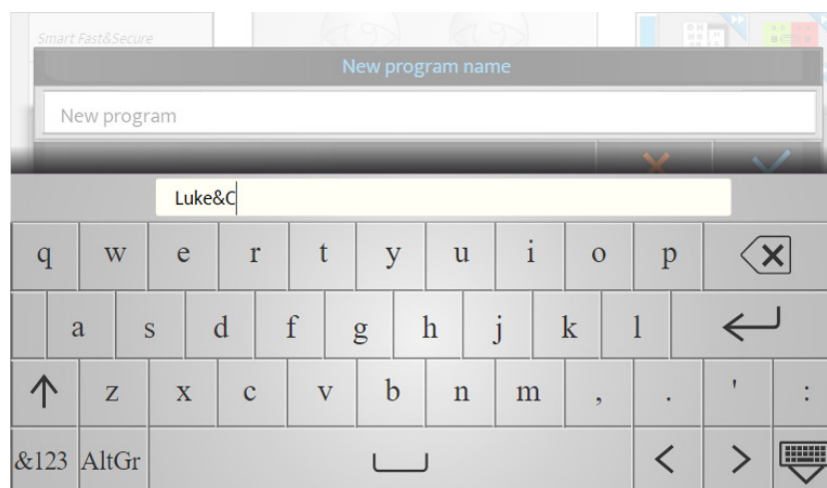 Smart Fast&Secure
New program name
New program
Luke&C
q w e r t y u i o p
a s d f g h j k l
z x c v b n m , . ' :
&123 AltGr < >